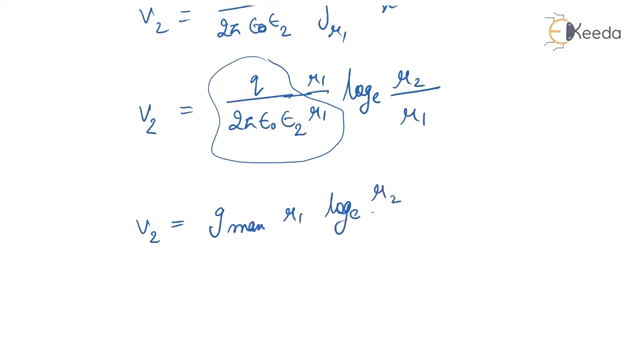 V₂ = 2π ε₀ ε₂ ∫r₁
Ekeeda
V₂ = q / 2π ε₀ ε₂ r₁ / r₁ logₑ r₂ / r₁
V₂ = gmax r₁ logₑ r₂